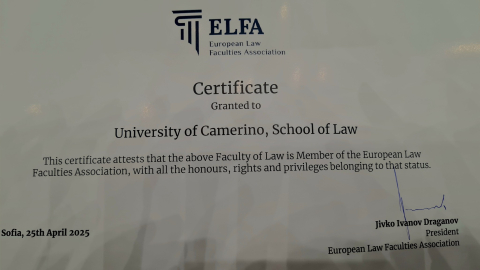 ELFA
European Law
Faculties Association
Certificate
Granted to
University of Camerino, School of Law
This certificate attests that the above Faculty of Law is Member of the European Law
Faculties Association, with all the honours, rights and privileges belonging to that status.
Jivko Ivanov Draganov
Sofia, 25th April 2025
President
European Law Faculties Association